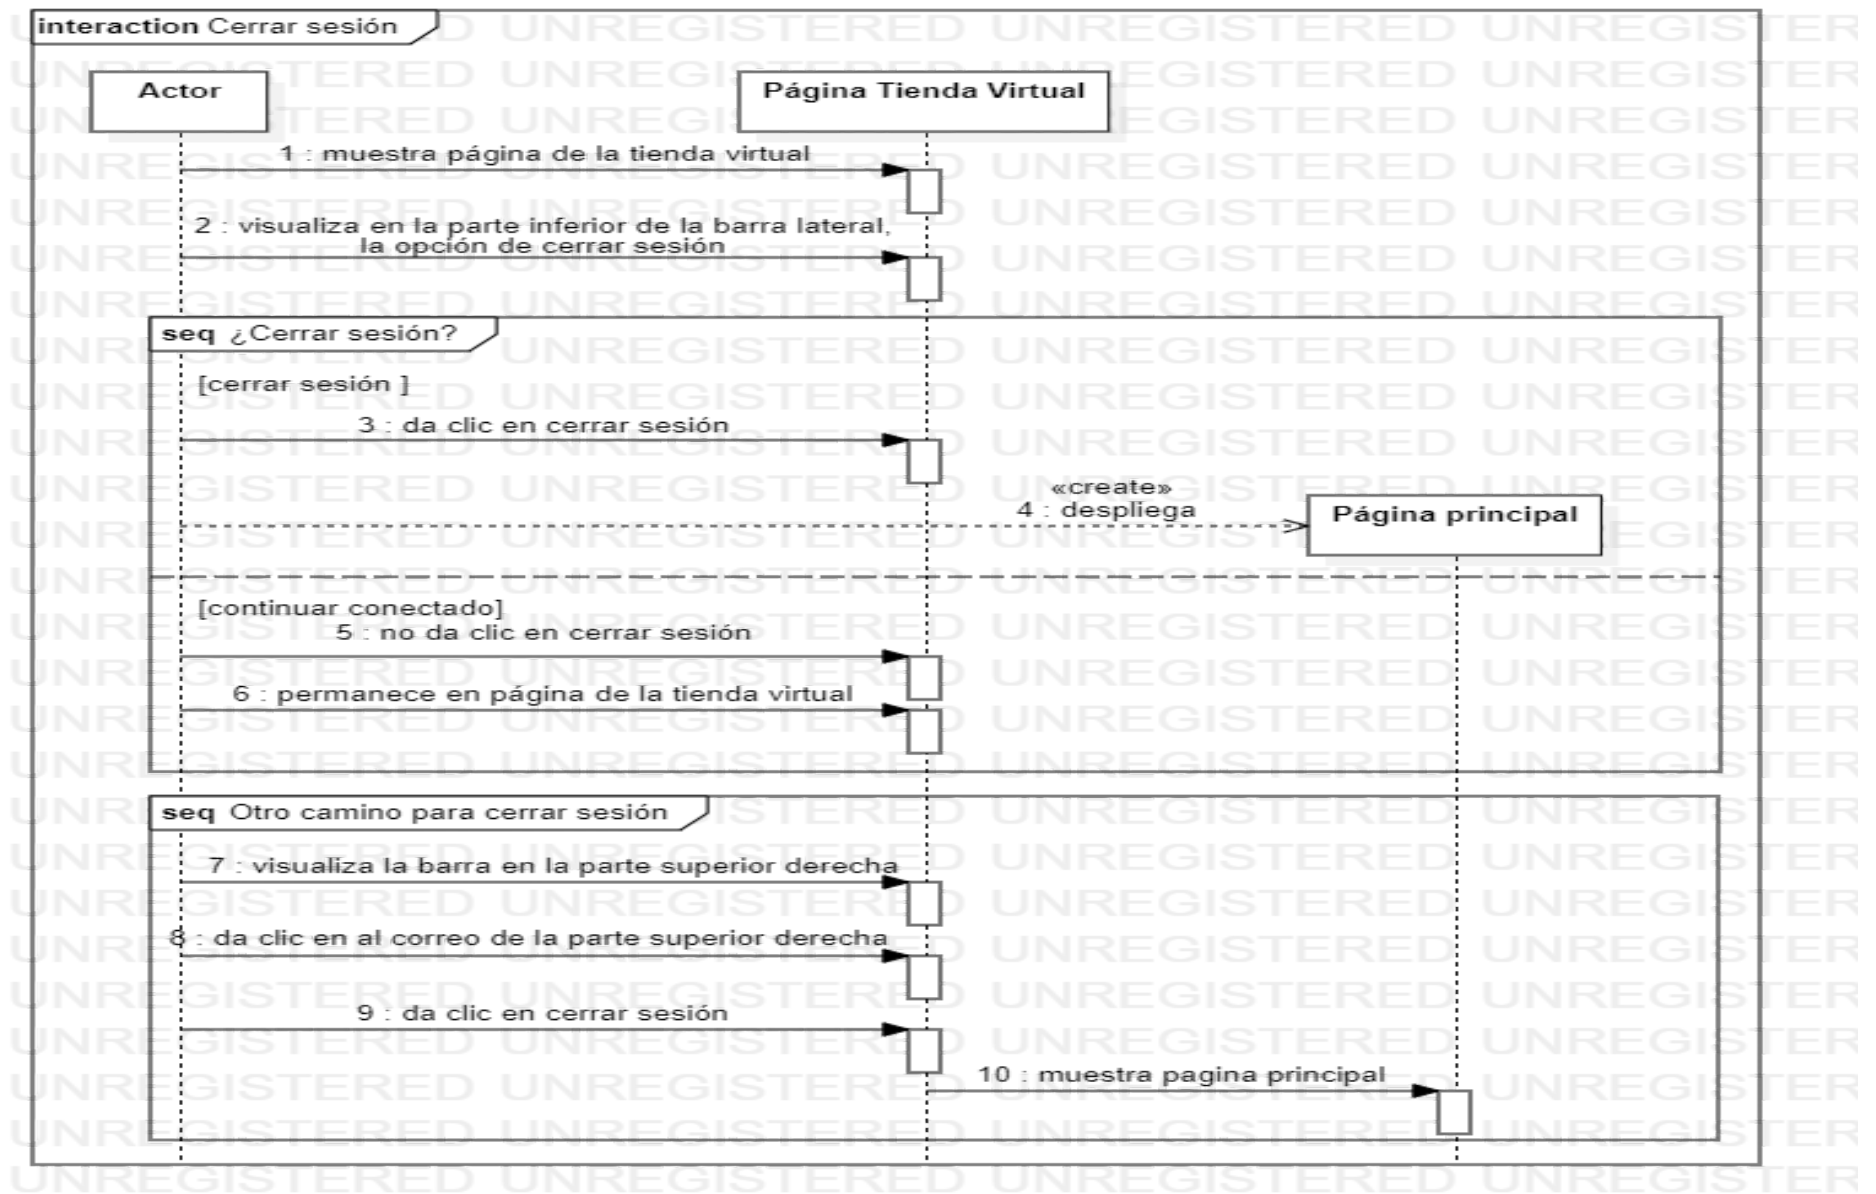 interaction Cerrar sesión
Actor
Página Tienda Virtual
1 : muestra página de la tienda virtual
2 : visualiza en la parte inferior de la barra lateral,
la opción de cerrar sesión
seq ¿Cerrar sesión?
[cerrar sesión ]
3 : da clic en cerrar sesión
«create»
4 : despliega
Página principal
[continuar conectado]
5 : no da clic en cerrar sesión
6 : permanece en página de la tienda virtual
seq Otro camino para cerrar sesión
7 : visualiza la barra en la parte superior derecha
8 : da clic en al correo de la parte superior derecha
9 : da clic en cerrar sesión
10 : muestra pagina principal
UNREGISTERED